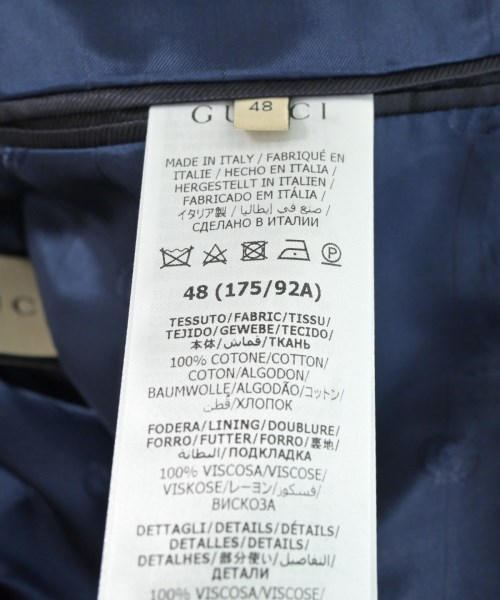 GUCCI
48
MADE IN ITALY / FABRIQUÉ EN
ITALIE / HECHO EN ITALIA /
HERGESTELLT IN ITALIEN /
FABRICADO EM ITÁLIA /
イタリア製 / صنع في إيطاليا /
СДЕЛАНО В ИТАЛИИ
48 (175/92A)
TESSUTO/FABRIC/TISSU/
TEJIDO/GEWEBE/TECIDO/
本体/قماش/ТКАНЬ
100% COTONE/COTTON/
COTON/ALGODON/
BAUMWOLLE/ALGODÃO/コットン
/قطن/ХЛОПОК
FODERA/LINING/DOUBLURE/
FORRO/FUTTER/FORRO/裏地
/البطانة/ПОДКЛАДКА
100% VISCOSA/VISCOSE/
VISKOSE/レーヨン/فسكوز/
ВИСКОЗА
DETTAGLI/DETAILS/DÉTAILS/
DETALLES/DETAILS/
DETALHES/部分使い/التفاصيل/
ДЕТАЛИ
100% VISCOSA/VISCOSE/
UCCI